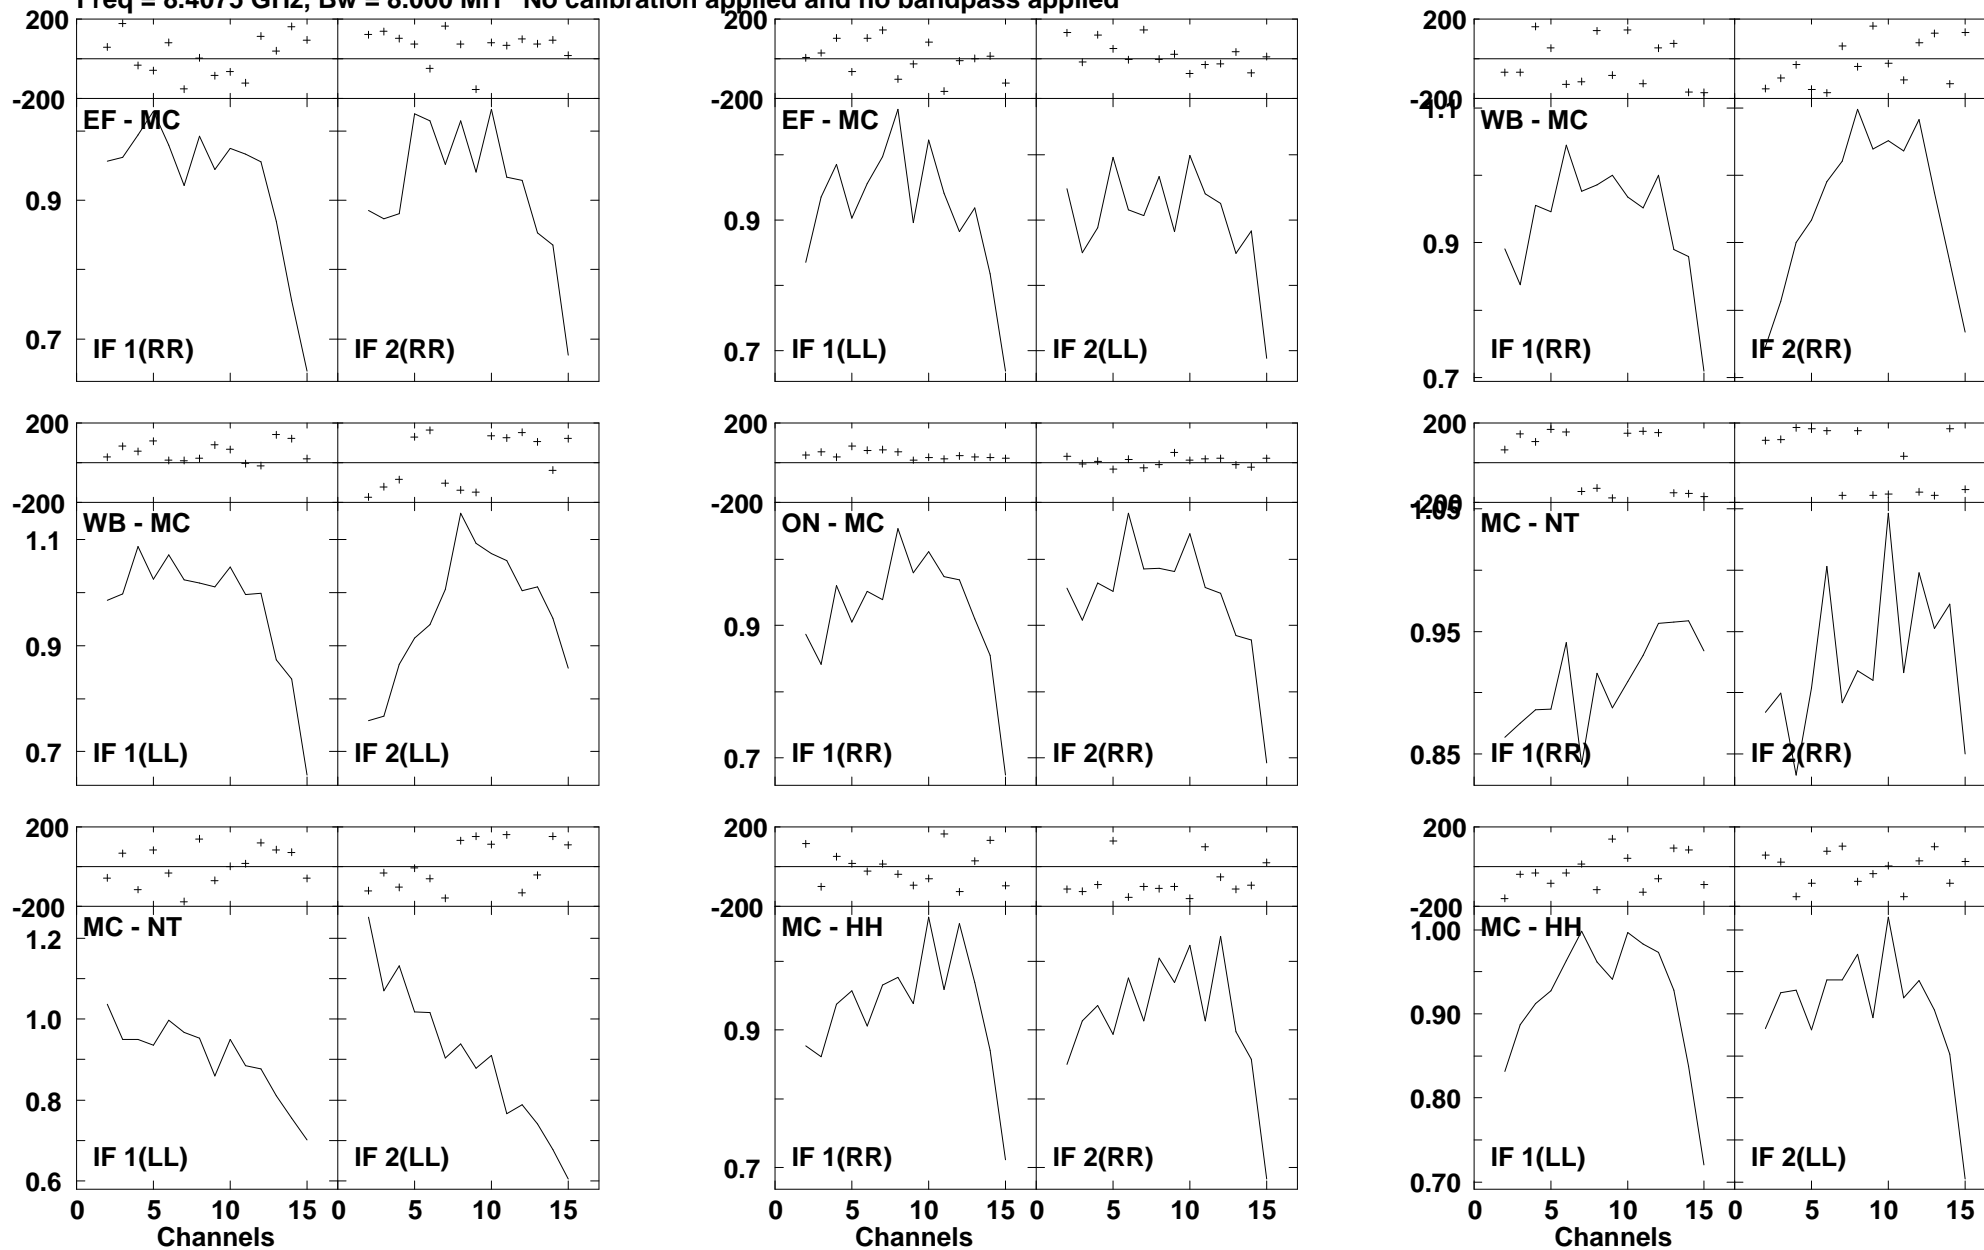 Freq = 8.4075 GHz, Bw = 8.000 MH No calibration applied and no bandpass applied
200 200 200
-200 -200 -200
1.1
EF - MC EF - MC WB - MC
0.9 0.9 0.9
0.7 0.7 0.7
IF 1(RR) IF 2(RR) IF 1(LL) IF 2(LL) IF 1(RR) IF 2(RR)
200 200 200
-200 -200 -200
1.05
WB - MC ON - MC MC - NT
1.1
0.9 0.9 0.95
0.7 0.7 0.85
IF 1(LL) IF 2(LL) IF 1(RR) IF 2(RR) IF 1(RR) IF 2(RR)
200 200 200
-200 -200 -200
MC - NT MC - HH MC - HH
1.2 1.00
1.0 0.9 0.90
0.8 0.80
IF 1(LL) IF 2(LL) IF 1(RR) IF 2(RR) IF 1(LL) IF 2(LL)
0.6 0.7 0.70
0 5 10 15 0 5 10 15 0 5 10 15 0 5 10 15 0 5 10 15 0 5 10 15
Channels Channels Channels